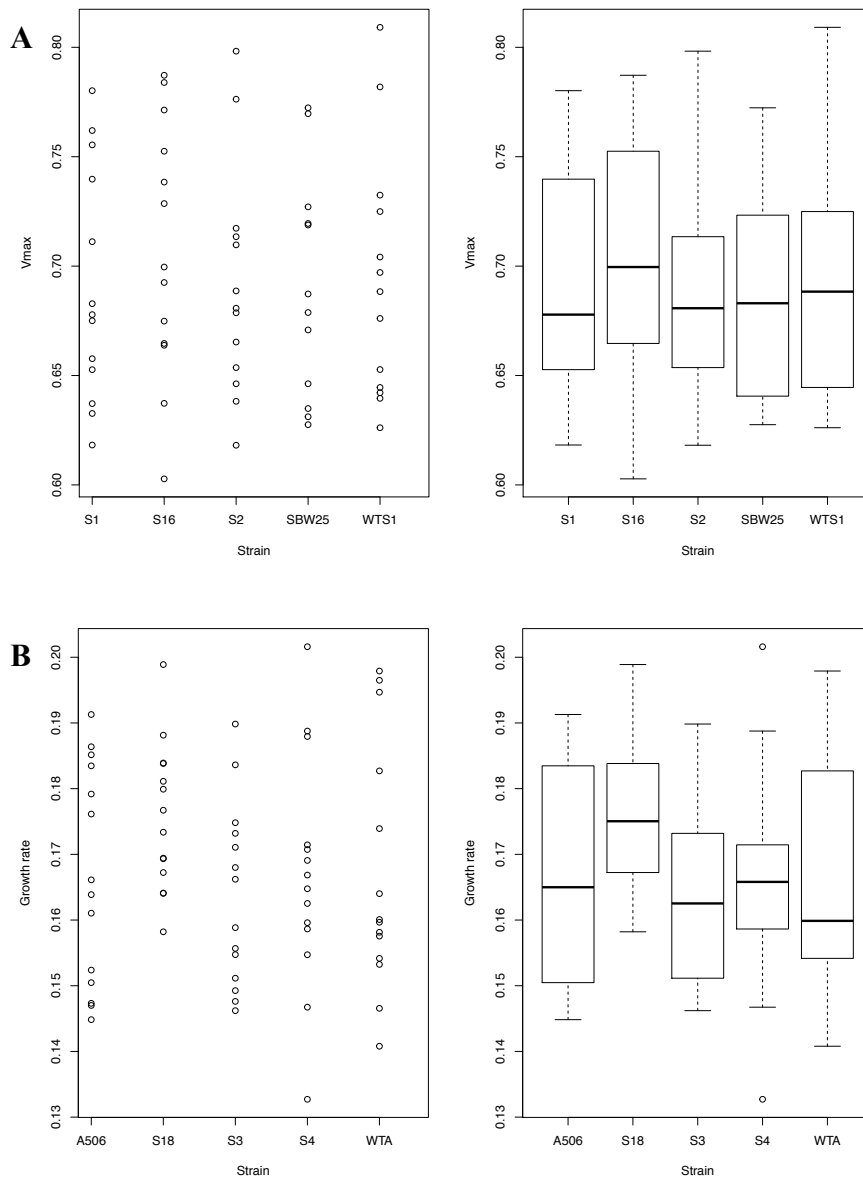 A
0.80
0.75
0.70
0.65
0.60
Vmax
S1 S16 S2 SBW25 WTS1
Strain
0.80
0.75
0.70
0.65
0.60
Vmax
S1 S16 S2 SBW25 WTS1
Strain
B
0.20
0.19
0.18
0.17
0.16
0.15
0.14
0.13
Growth rate
A506 S18 S3 S4 WTA
Strain
0.20
0.19
0.18
0.17
0.16
0.15
0.14
0.13
Growth rate
A506 S18 S3 S4 WTA
Strain